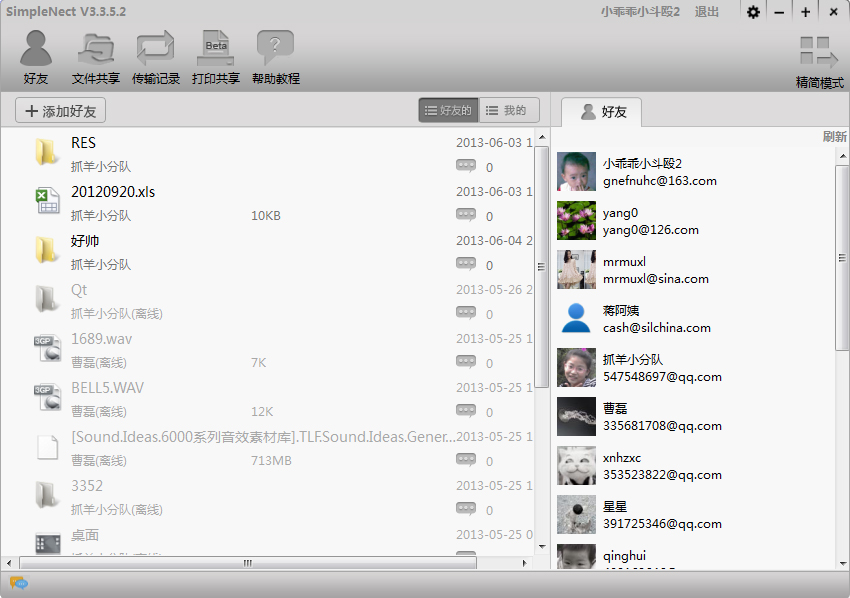 SimpleNect V3.3.5.2
小乖乖小斗殴2 退出
好友 文件共享 传输记录 打印共享 帮助教程 精简模式
Beta
添加好友
好友的 我的
好友
刷新
RES 2013-06-03 1
抓羊小分队 0
20120920.xls 2013-06-03 1
抓羊小分队 10KB 0
好帅 2013-06-04 2
抓羊小分队 0
Qt 2013-05-26 2
抓羊小分队(离线) 0
3GP
1689.wav 2013-05-25 1
曹磊(离线) 7K 0
3GP
BELL5.WAV 2013-05-25 1
曹磊(离线) 12K 0
[Sound.Ideas.6000系列音效素材库].TLF.Sound.Ideas.Gener... 2013-05-25 1
曹磊(离线) 713MB 0
3352 2013-05-25 1
抓羊小分队(离线) 0
桌面 2013-05-25 0
小乖乖小斗殴2
gnefnuhc@163.com
yang0
yang0@126.com
mrmuxl
mrmuxl@sina.com
蒋阿姨
cash@silchina.com
抓羊小分队
547548697@qq.com
曹磊
335681708@qq.com
xnhzxc
353523822@qq.com
星星
391725346@qq.com
qinghui